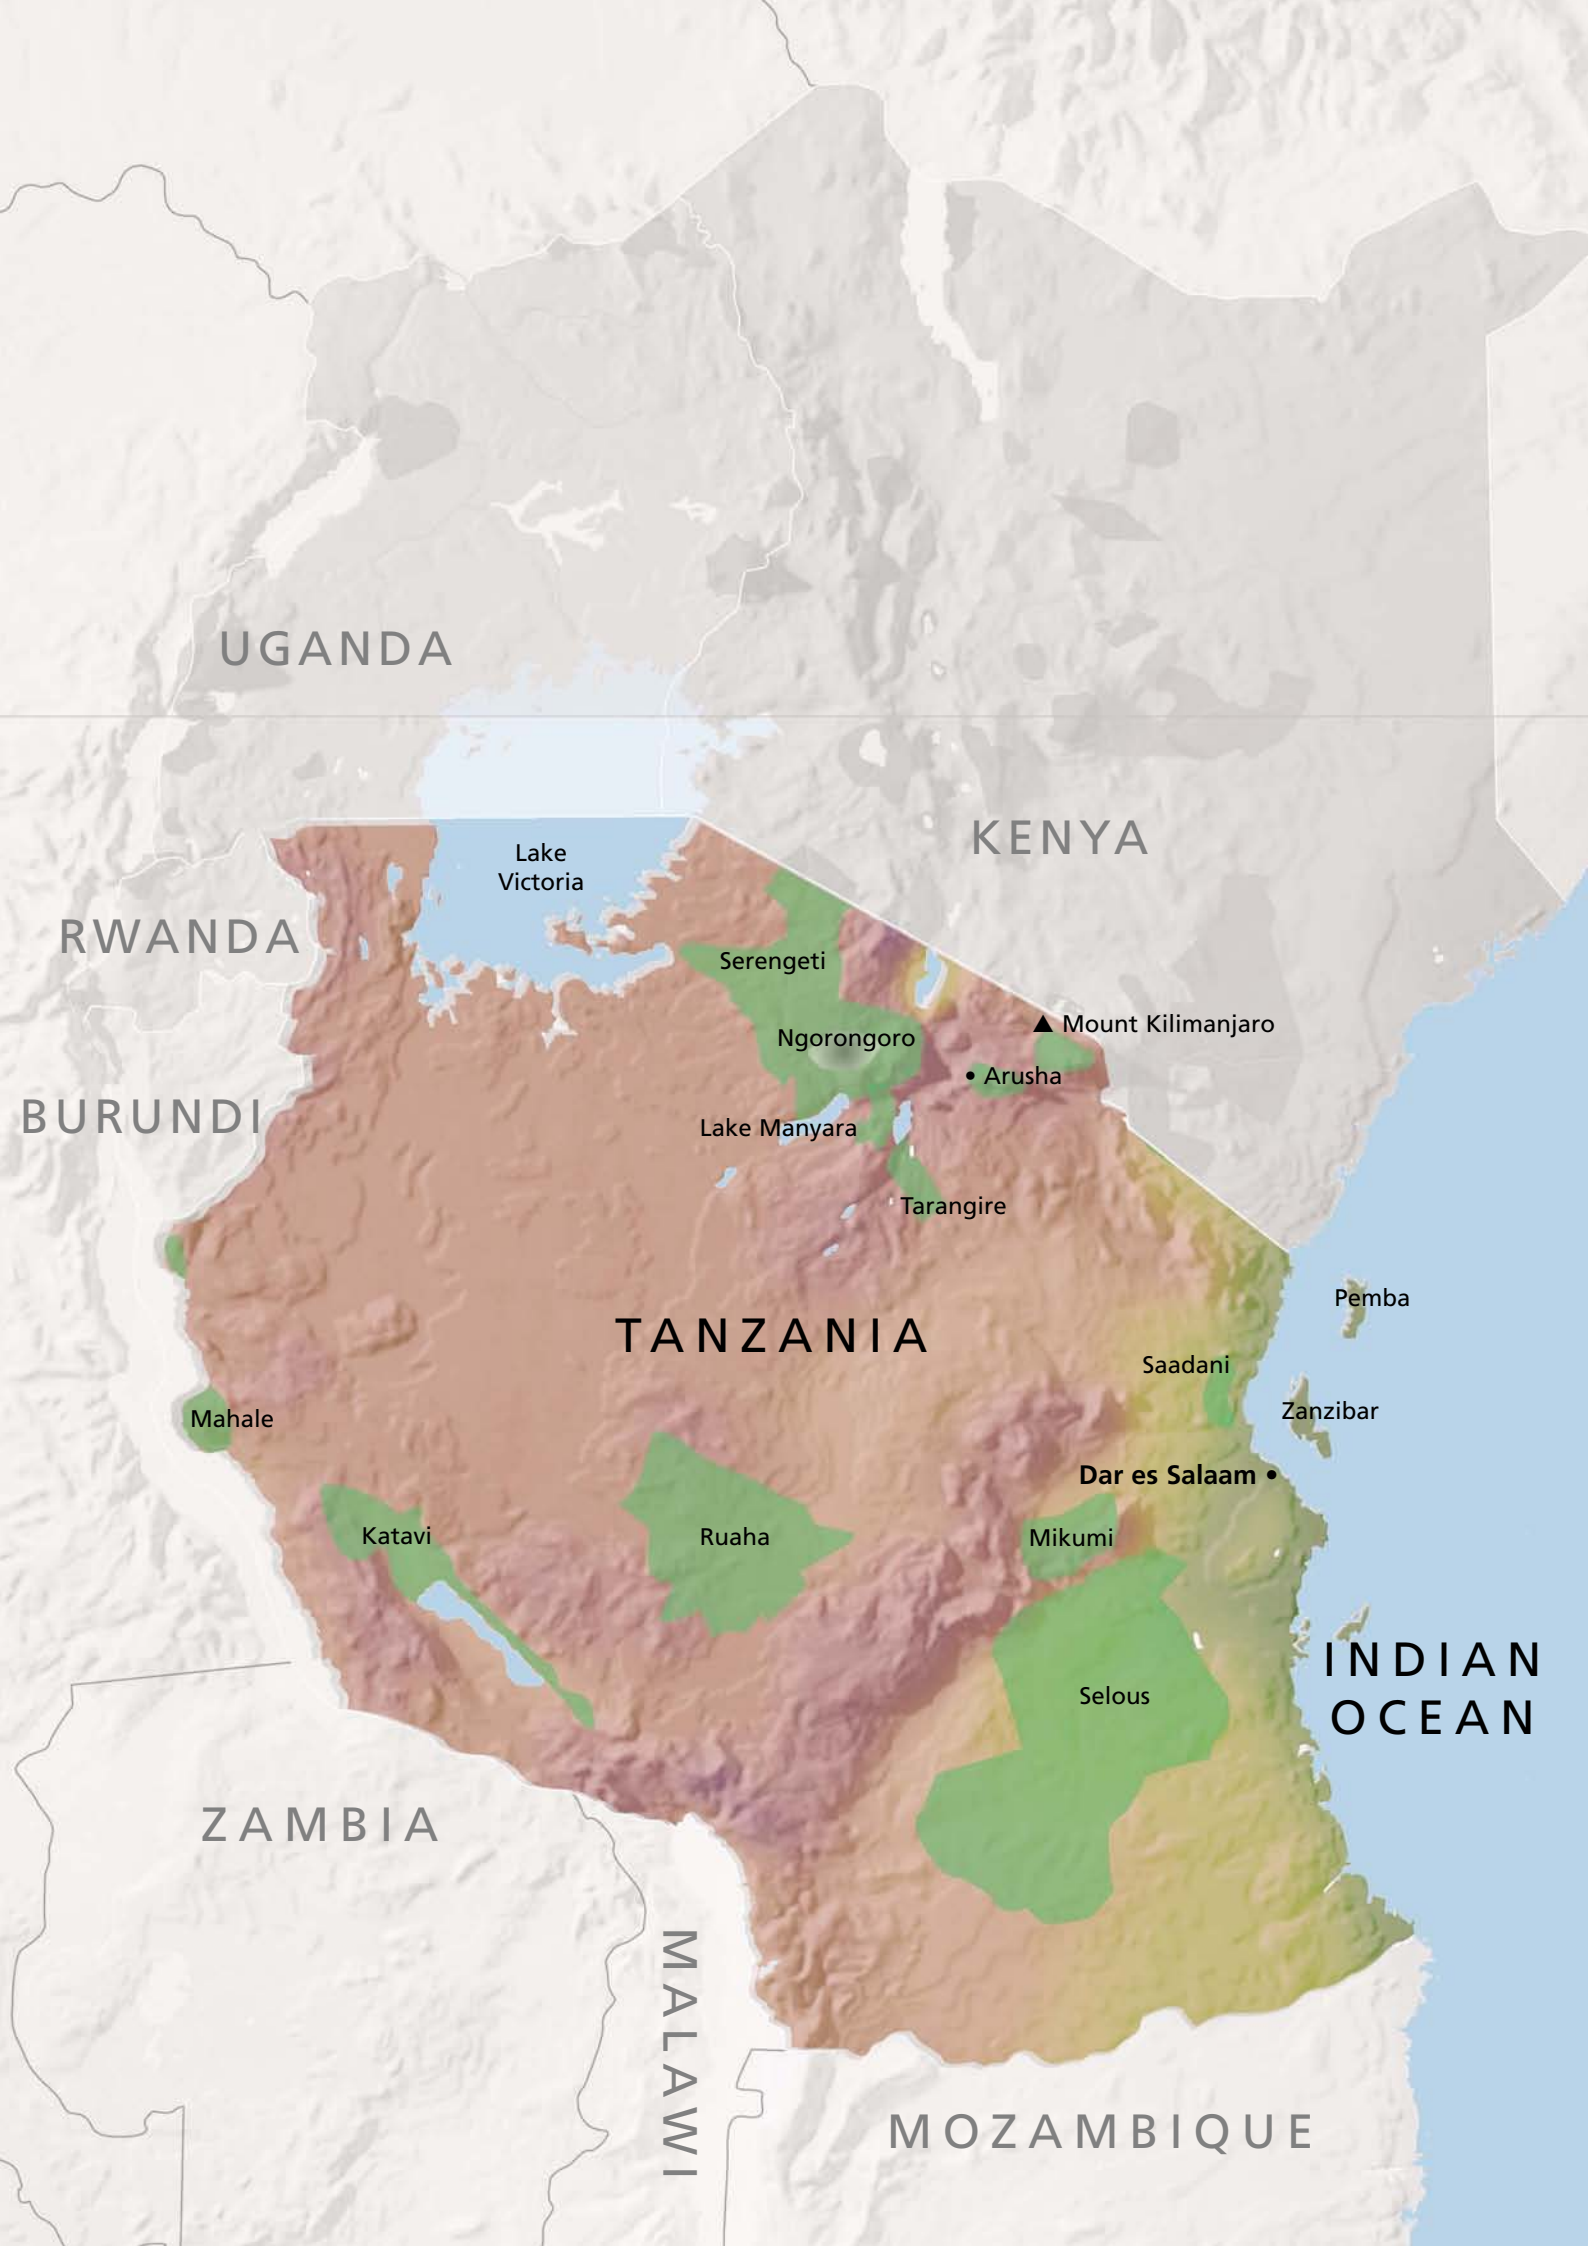 UGANDA
KENYA
Lake
Victoria
RWANDA
Serengeti
Mount Kilimanjaro
Ngorongoro
Arusha
BURUNDI
Lake Manyara
Tarangire
Pemba
TANZANIA
Saadani
Zanzibar
Mahale
Dar es Salaam
Katavi
Ruaha
Mikumi
INDIAN
OCEAN
Selous
ZAMBIA
MALAWI
MOZAMBIQUE